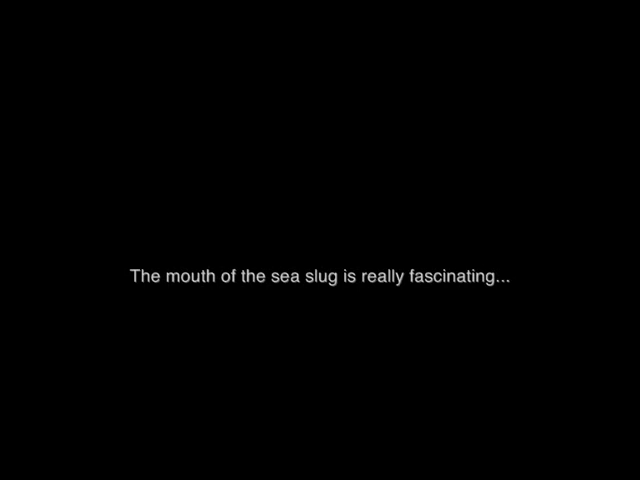 The mouth of the sea slug is really fascinating...